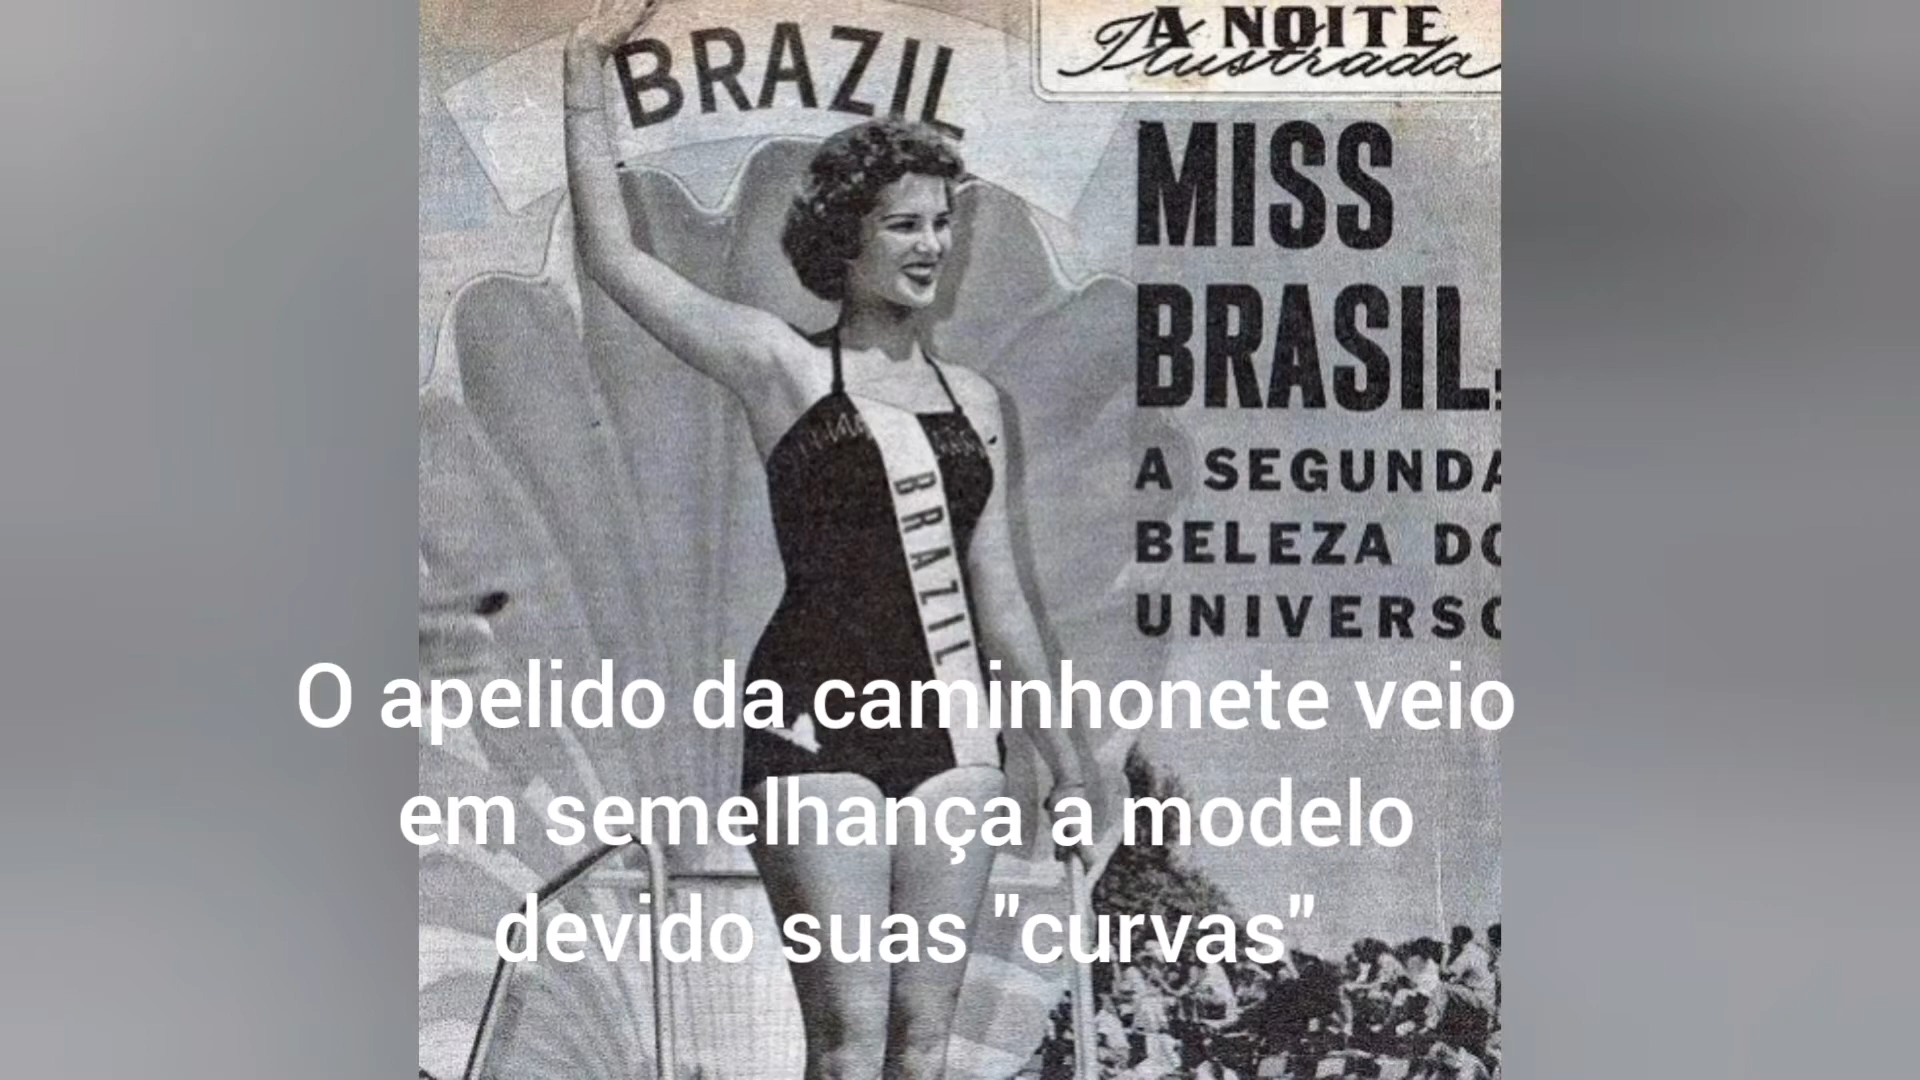 BRAZIL
A NOITE
Ilustrada
MISS
BRASIL:
A SEGUNDA
BELEZA DO
UNIVERSO
BRAZIL
O apelido da caminhonete veio
em semelhança a modelo
devido suas "curvas"